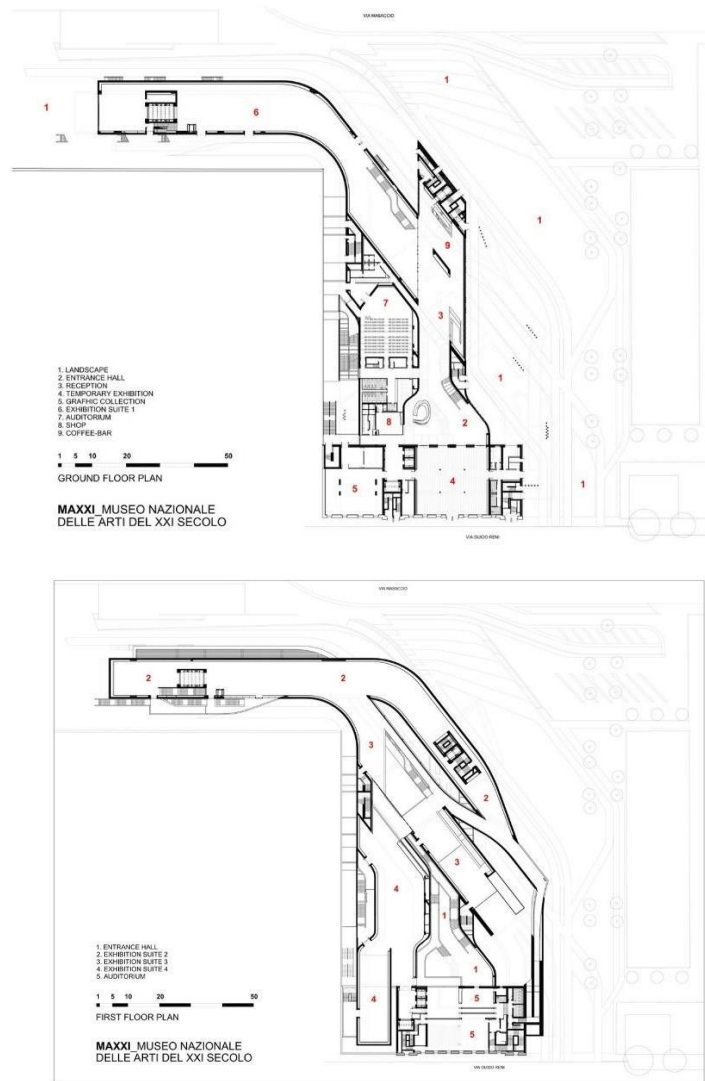 VIA MASACCIO
1
1
6
1
9
7
3
1
2
8
5
4
1
1. LANDSCAPE
2. ENTRANCE HALL
3. RECEPTION
4. TEMPORARY EXHIBITION
5. GRAFHIC COLLECTION
6. EXHIBITION SUITE 1
7. AUDITORIUM
8. SHOP
9. COFFEE-BAR
1 5 10 20 50
GROUND FLOOR PLAN
MAXXI_MUSEO NAZIONALE
DELLE ARTI DEL XXI SECOLO
VIA GUIDO RENI
VIA MASACCIO
2
2
3
2
3
4
1
1
4
5
5
1. ENTRANCE HALL
2. EXHIBITION SUITE 2
3. EXHIBITION SUITE 3
4. EXHIBITION SUITE 4
5. AUDITORIUM
1 5 10 20 50
FIRST FLOOR PLAN
MAXXI_MUSEO NAZIONALE
DELLE ARTI DEL XXI SECOLO
VIA GUIDO RENI